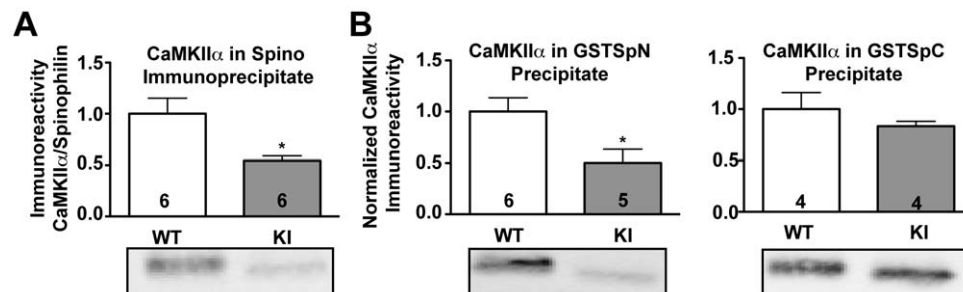 A
CaMKIIα in Spino
Immunoprecipitate
Immunoreactivity
CaMKIIα/Spinophilin
1.5
1.0
0.5
0.0
*
6
6
WT
KI
B
CaMKIIα in GSTSpN
Precipitate
Normalized CaMKIIα
Immunoreactivity
1.5
1.0
0.5
0.0
*
6
5
WT
KI
CaMKIIα in GSTSpC
Precipitate
1.5
1.0
0.5
0.0
4
4
WT
KI